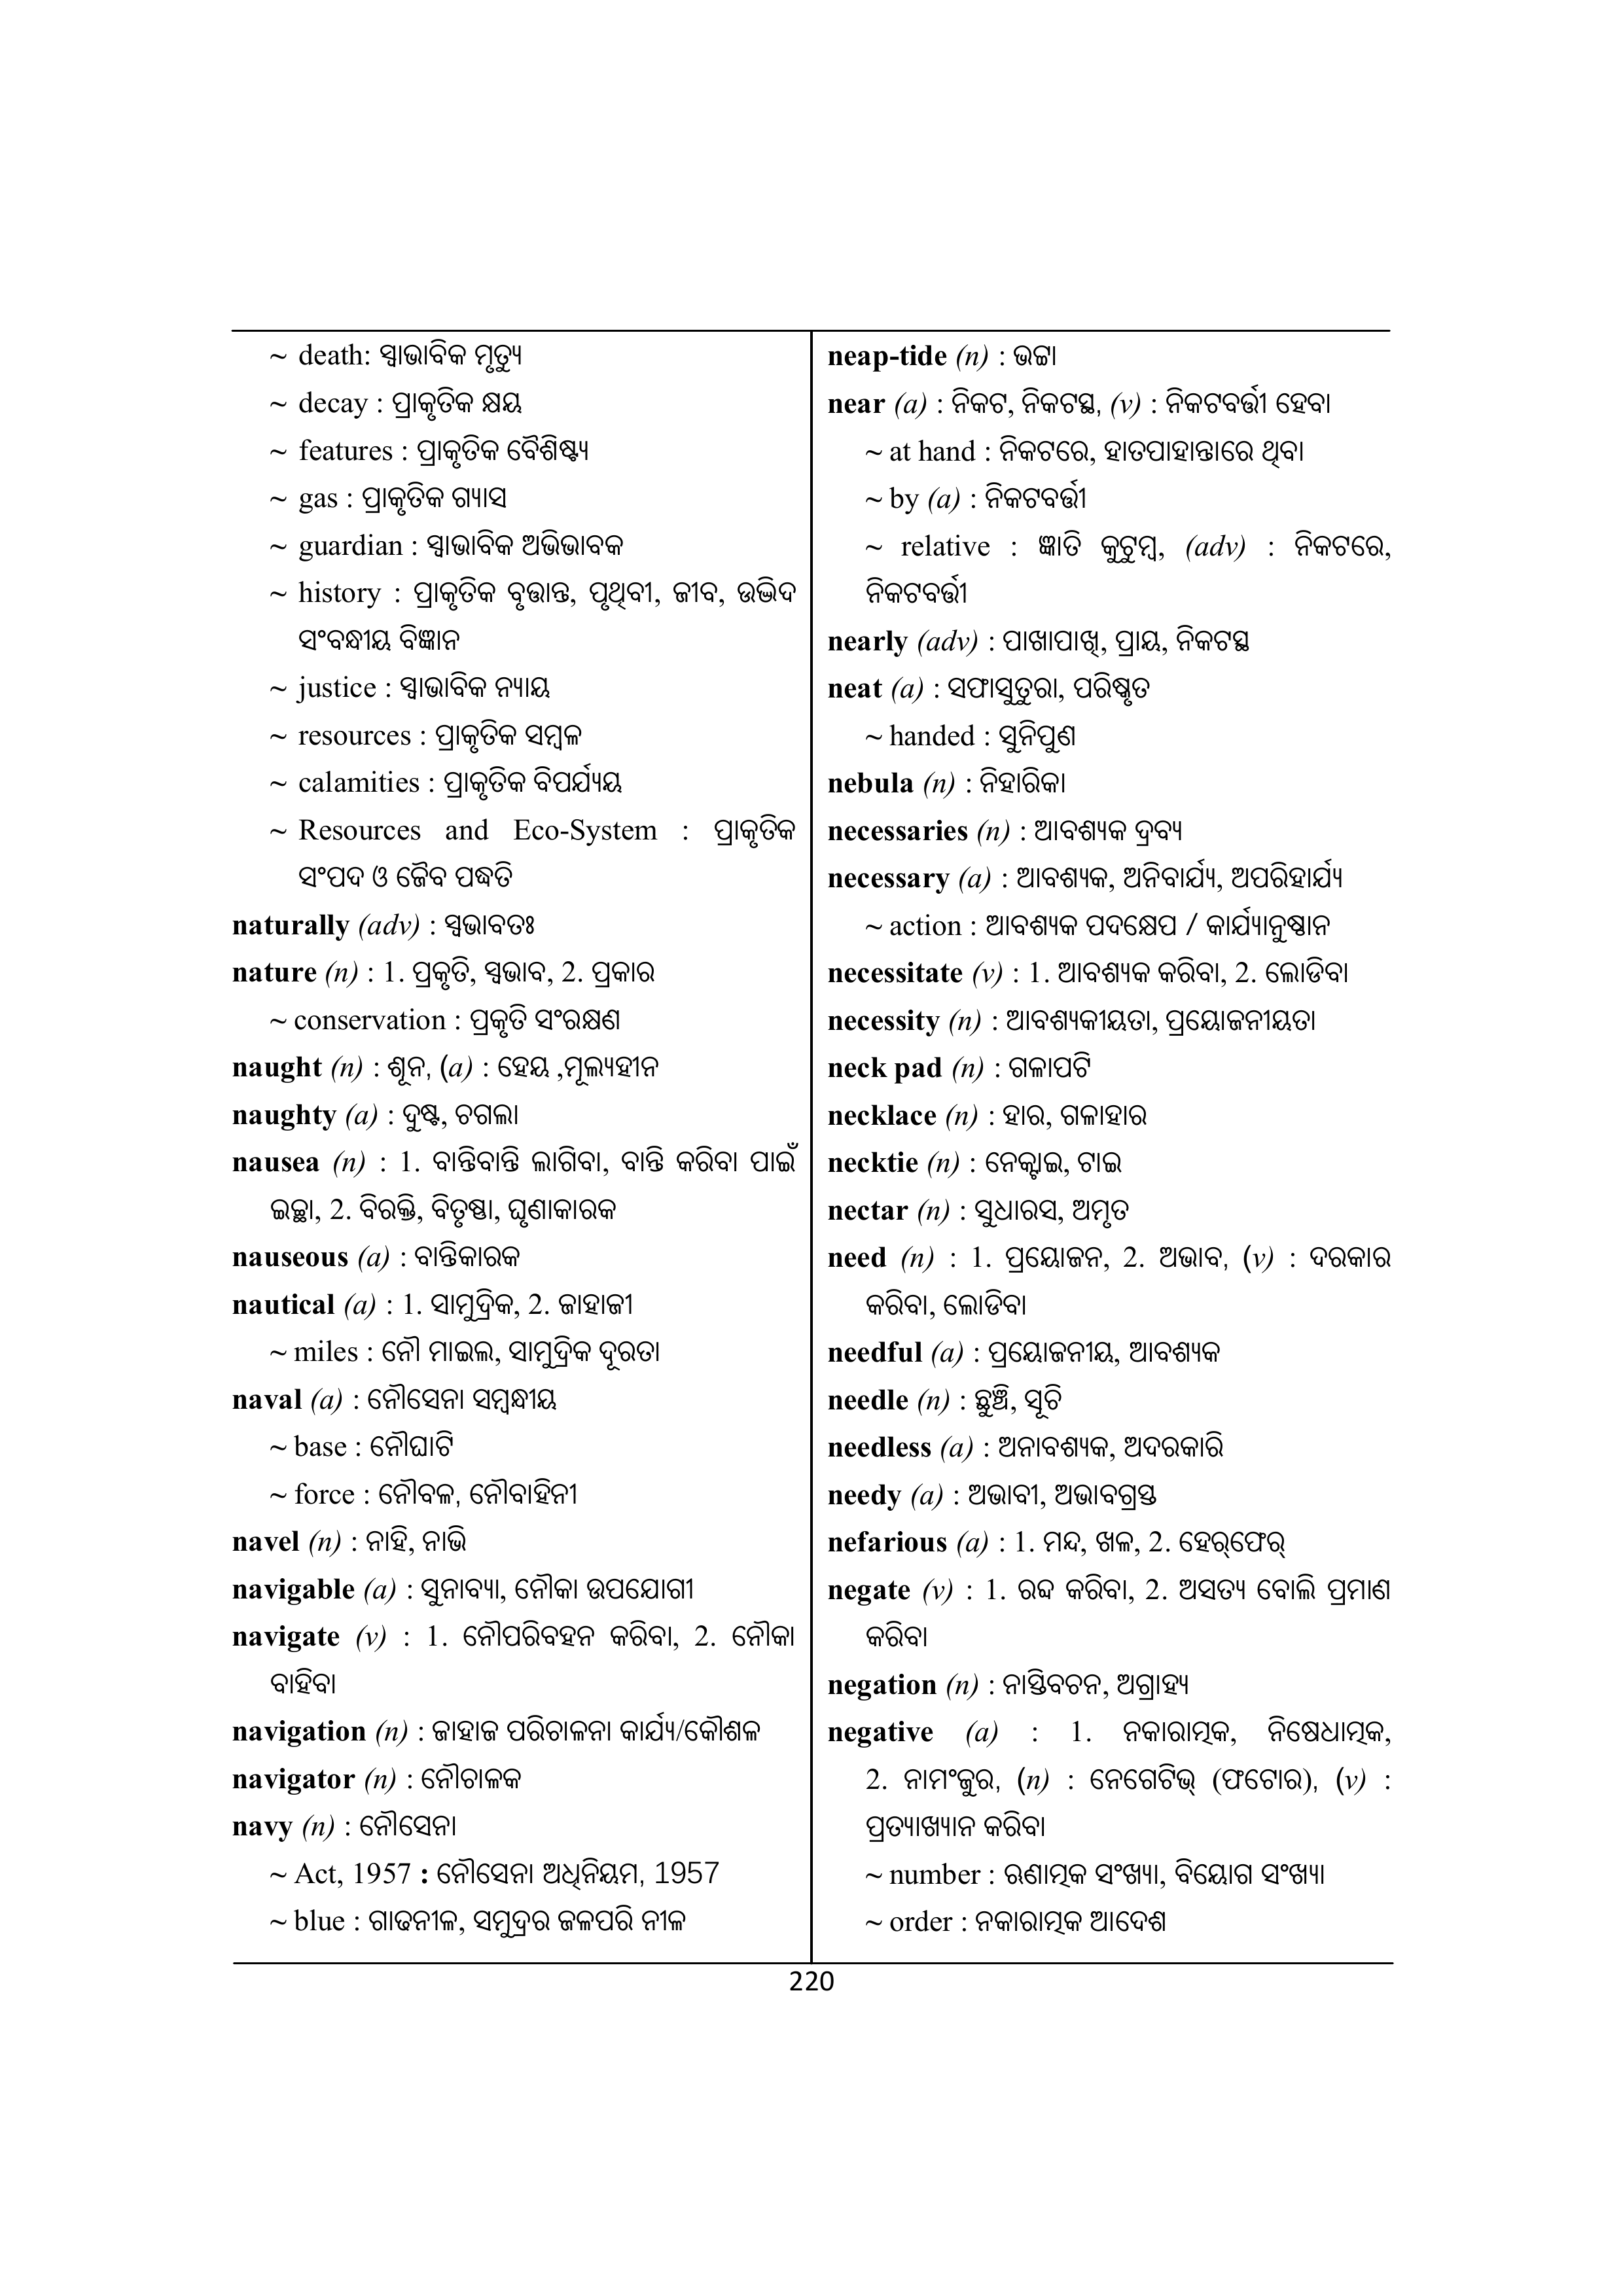 ~ death: ସ୍ୱାଭାବିକ ମୃତ୍ୟୁ
~ decay : ପ୍ରାକୃତିକ କ୍ଷୟ
~ features : ପ୍ରାକୃତିକ ବୈଶିଷ୍ଟ୍ୟ
~ gas : ପ୍ରାକୃତିକ ଗ୍ୟାସ
~ guardian : ସ୍ୱାଭାବିକ ଅଭିଭାବକ
~ history : ପ୍ରାକୃତିକ ବୃତ୍ତାନ୍ତ, ପୃଥିବୀ, ଜୀବ, ଉଦ୍ଭିଦ
ସଂବନ୍ଧୀୟ ବିଜ୍ଞାନ
~ justice : ସ୍ୱାଭାବିକ ନ୍ୟାୟ
~ resources : ପ୍ରାକୃତିକ ସମ୍ବଳ
~ calamities : ପ୍ରାକୃତିକ ବିପର୍ଯ୍ୟୟ
~ Resources and Eco-System : ପ୍ରାକୃତିକ
ସଂପଦ ଓ ଜୈବ ପଦ୍ଧତି
naturally (adv) : ସ୍ୱଭାବତଃ
nature (n) : 1. ପ୍ରକୃତି, ସ୍ୱଭାବ, 2. ପ୍ରକାର
~ conservation : ପ୍ରକୃତି ସଂରକ୍ଷଣ
naught (n) : ଶୂନ, (a) : ହେୟ ,ମୂଲ୍ୟହୀନ
naughty (a) : ଦୁଷ୍ଟ, ଚଗଲା
nausea (n) : 1. ବାନ୍ତିବାନ୍ତି ଲାଗିବା, ବାନ୍ତି କରିବା ପାଇଁ
ଇଚ୍ଛା, 2. ବିରକ୍ତି, ବିତୃଷ୍ଣା, ଘୃଣାକାରକ
nauseous (a) : ବାନ୍ତିକାରକ
nautical (a) : 1. ସାମୁଦ୍ରିକ, 2. ଜାହାଜୀ
~ miles : ନୌ ମାଇଲ, ସାମୁଦ୍ରିକ ଦୂରତା
naval (a) : ନୌସେନା ସମ୍ବନ୍ଧୀୟ
~ base : ନୌଘାଟି
~ force : ନୌବଳ, ନୌବାହିନୀ
navel (n) : ନାହି, ନାଭି
navigable (a) : ସୁନାବ୍ୟା, ନୌକା ଉପଯୋଗୀ
navigate (v) : 1. ନୌପରିବହନ କରିବା, 2. ନୌକା
ବାହିବା
navigation (n) : ଜାହାଜ ପରିଚାଳନା କାର୍ଯ୍ୟ/କୌଶଳ
navigator (n) : ନୌଚାଳକ
navy (n) : ନୌସେନା
~ Act, 1957 : ନୌସେନା ଅଧିନିୟମ, 1957
~ blue : ଗାଢନୀଳ, ସମୁଦ୍ରର ଜଳପରି ନୀଳ
neap-tide (n) : ଭଟ୍ଟା
near (a) : ନିକଟ, ନିକଟସ୍ଥ, (v) : ନିକଟବର୍ତ୍ତୀ ହେବା
~ at hand : ନିକଟରେ, ହାତପାହାନ୍ତାରେ ଥିବା
~ by (a) : ନିକଟବର୍ତ୍ତୀ
~ relative : ଜ୍ଞାତି କୁଟୁମ୍ବ, (adv) : ନିକଟରେ,
ନିକଟବର୍ତ୍ତୀ
nearly (adv) : ପାଖାପାଖି, ପ୍ରାୟ, ନିକଟସ୍ଥ
neat (a) : ସଫାସୁତୁରା, ପରିଷ୍କୃତ
~ handed : ସୁନିପୁଣ
nebula (n) : ନିହାରିକା
necessaries (n) : ଆବଶ୍ୟକ ଦ୍ରବ୍ୟ
necessary (a) : ଆବଶ୍ୟକ, ଅନିବାର୍ଯ୍ୟ, ଅପରିହାର୍ଯ୍ୟ
~ action : ଆବଶ୍ୟକ ପଦକ୍ଷେପ / କାର୍ଯ୍ୟାନୁଷ୍ଠାନ
necessitate (v) : 1. ଆବଶ୍ୟକ କରିବା, 2. ଲୋଡିବା
necessity (n) : ଆବଶ୍ୟକୀୟତା, ପ୍ରୟୋଜନୀୟତା
neck pad (n) : ଗଳାପଟି
necklace (n) : ହାର, ଗଳାହାର
necktie (n) : ନେକ୍ଟାଇ, ଟାଇ
nectar (n) : ସୁଧାରସ, ଅମୃତ
need (n) : 1. ପ୍ରୟୋଜନ, 2. ଅଭାବ, (v) : ଦରକାର
କରିବା, ଲୋଡିବା
needful (a) : ପ୍ରୟୋଜନୀୟ, ଆବଶ୍ୟକ
needle (n) : ଛୁଞ୍ଚି, ସୂଚି
needless (a) : ଅନାବଶ୍ୟକ, ଅଦରକାରି
needy (a) : ଅଭାବୀ, ଅଭାବଗ୍ରସ୍ତ
nefarious (a) : 1. ମନ୍ଦ, ଖଳ, 2. ହେର୍‌ଫେର୍
negate (v) : 1. ରଦ୍ଦ କରିବା, 2. ଅସତ୍ୟ ବୋଲି ପ୍ରମାଣ
କରିବା
negation (n) : ନାସ୍ତିବଚନ, ଅଗ୍ରାହ୍ୟ
negative (a) : 1. ନକାରାତ୍ମକ, ନିଷେଧାତ୍ମକ,
2. ନାମଂଜୁର, (n) : ନେଗେଟିଭ୍ (ଫଟୋର), (v) :
ପ୍ରତ୍ୟାଖ୍ୟାନ କରିବା
~ number : ଋଣାତ୍ମକ ସଂଖ୍ୟା, ବିୟୋଗ ସଂଖ୍ୟା
~ order : ନକାରାତ୍ମକ ଆଦେଶ
220